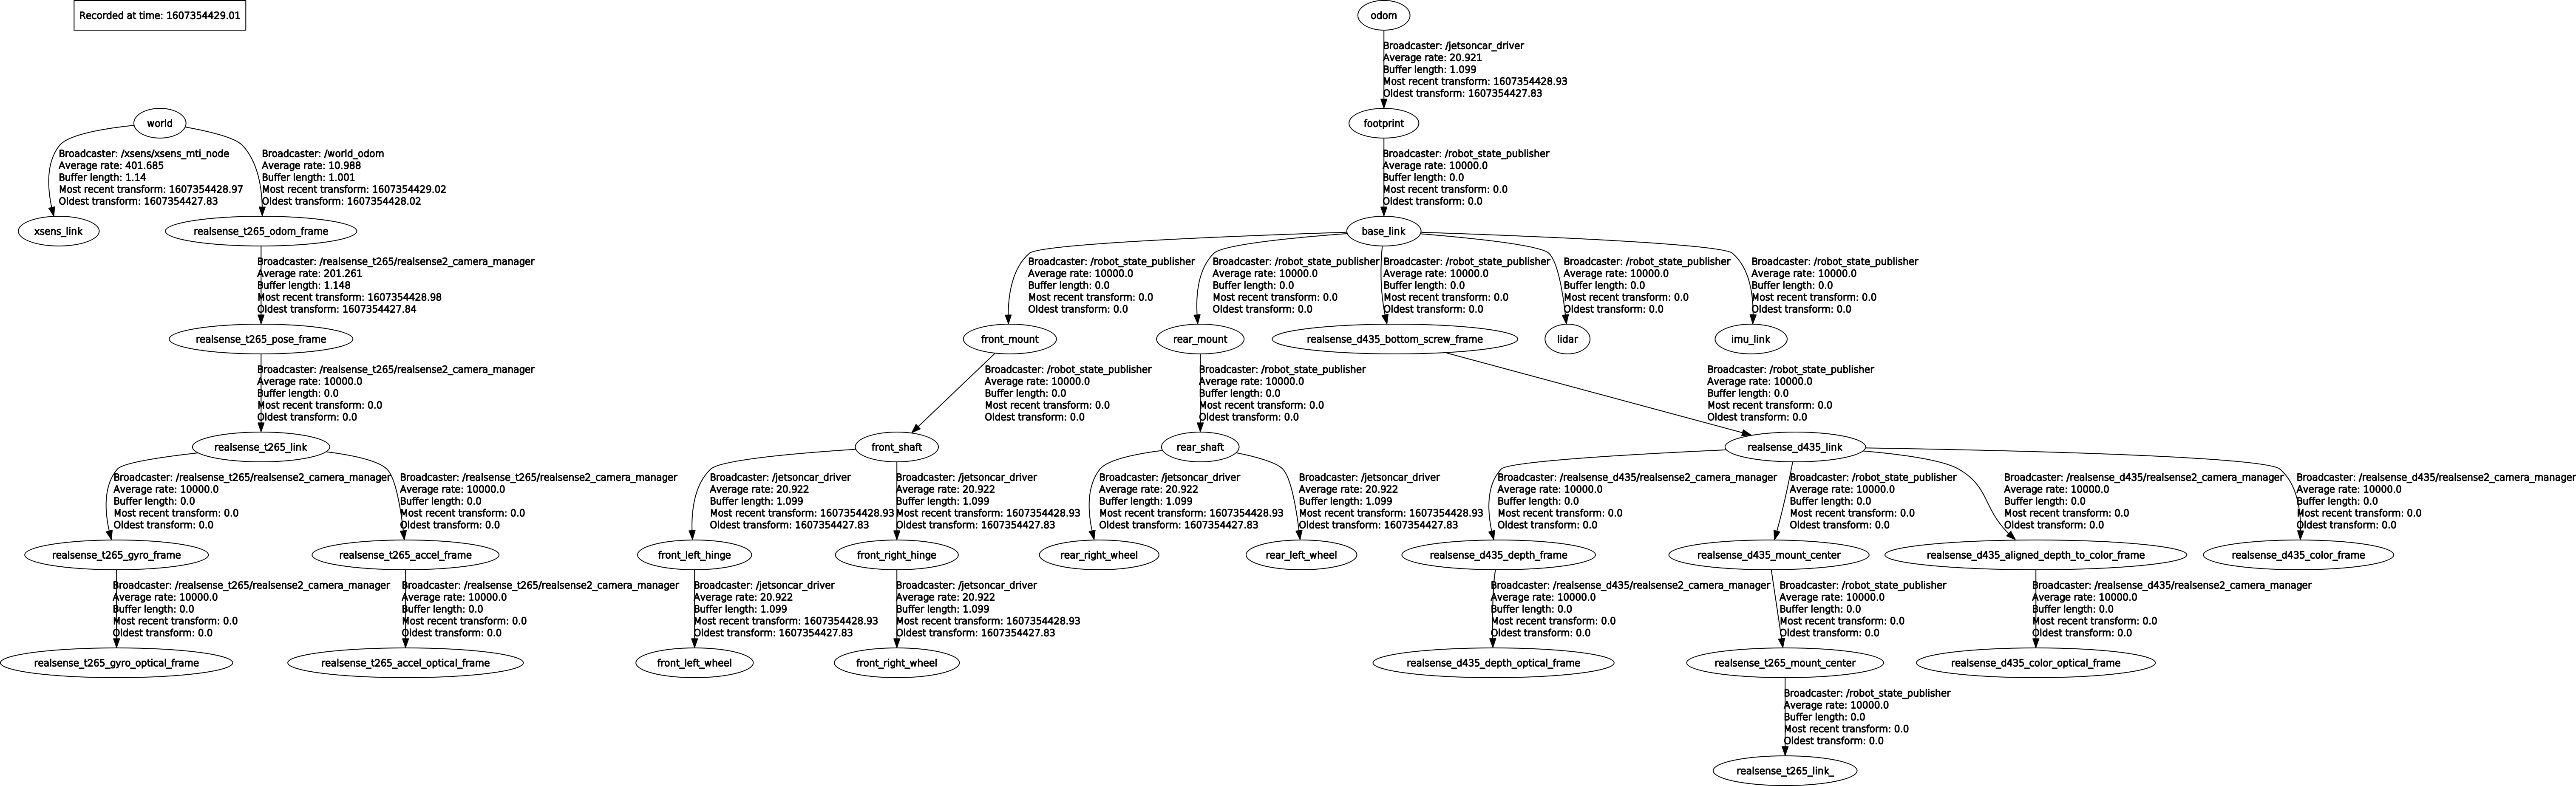 Recorded at time: 1607354429.01
odom
Broadcaster: /jetsoncar_driver
Average rate: 20.921
Buffer length: 1.099
Most recent transform: 1607354428.93
Oldest transform: 1607354427.83
world
footprint
Broadcaster: /xsens/xsens_mti_node
Average rate: 401.685
Buffer length: 1.14
Most recent transform: 1607354428.97
Oldest transform: 1607354427.83
Broadcaster: /world_odom
Average rate: 10.988
Buffer length: 1.001
Most recent transform: 1607354429.02
Oldest transform: 1607354428.02
Broadcaster: /robot_state_publisher
Average rate: 10000.0
Buffer length: 0.0
Most recent transform: 0.0
Oldest transform: 0.0
xsens_link
realsense_t265_odom_frame
base_link
Broadcaster: /realsense_t265/realsense2_camera_manager
Average rate: 201.261
Buffer length: 1.148
Most recent transform: 1607354428.98
Oldest transform: 1607354427.84
Broadcaster: /robot_state_publisher
Average rate: 10000.0
Buffer length: 0.0
Most recent transform: 0.0
Oldest transform: 0.0
Broadcaster: /robot_state_publisher
Average rate: 10000.0
Buffer length: 0.0
Most recent transform: 0.0
Oldest transform: 0.0
Broadcaster: /robot_state_publisher
Average rate: 10000.0
Buffer length: 0.0
Most recent transform: 0.0
Oldest transform: 0.0
Broadcaster: /robot_state_publisher
Average rate: 10000.0
Buffer length: 0.0
Most recent transform: 0.0
Oldest transform: 0.0
Broadcaster: /robot_state_publisher
Average rate: 10000.0
Buffer length: 0.0
Most recent transform: 0.0
Oldest transform: 0.0
realsense_t265_pose_frame
front_mount
rear_mount
realsense_d435_bottom_screw_frame
lidar
imu_link
Broadcaster: /realsense_t265/realsense2_camera_manager
Average rate: 10000.0
Buffer length: 0.0
Most recent transform: 0.0
Oldest transform: 0.0
Broadcaster: /robot_state_publisher
Average rate: 10000.0
Buffer length: 0.0
Most recent transform: 0.0
Oldest transform: 0.0
Broadcaster: /robot_state_publisher
Average rate: 10000.0
Buffer length: 0.0
Most recent transform: 0.0
Oldest transform: 0.0
Broadcaster: /robot_state_publisher
Average rate: 10000.0
Buffer length: 0.0
Most recent transform: 0.0
Oldest transform: 0.0
realsense_t265_link
front_shaft
rear_shaft
realsense_d435_link
Broadcaster: /realsense_t265/realsense2_camera_manager
Average rate: 10000.0
Buffer length: 0.0
Most recent transform: 0.0
Oldest transform: 0.0
Broadcaster: /realsense_t265/realsense2_camera_manager
Average rate: 10000.0
Buffer length: 0.0
Most recent transform: 0.0
Oldest transform: 0.0
Broadcaster: /jetsoncar_driver
Average rate: 20.922
Buffer length: 1.099
Most recent transform: 1607354428.93
Oldest transform: 1607354427.83
Broadcaster: /jetsoncar_driver
Average rate: 20.922
Buffer length: 1.099
Most recent transform: 1607354428.93
Oldest transform: 1607354427.83
Broadcaster: /jetsoncar_driver
Average rate: 20.922
Buffer length: 1.099
Most recent transform: 1607354428.93
Oldest transform: 1607354427.83
Broadcaster: /jetsoncar_driver
Average rate: 20.922
Buffer length: 1.099
Most recent transform: 1607354428.93
Oldest transform: 1607354427.83
Broadcaster: /realsense_d435/realsense2_camera_manager
Average rate: 10000.0
Buffer length: 0.0
Most recent transform: 0.0
Oldest transform: 0.0
Broadcaster: /robot_state_publisher
Average rate: 10000.0
Buffer length: 0.0
Most recent transform: 0.0
Oldest transform: 0.0
Broadcaster: /realsense_d435/realsense2_camera_manager
Average rate: 10000.0
Buffer length: 0.0
Most recent transform: 0.0
Oldest transform: 0.0
Broadcaster: /realsense_d435/realsense2_camera_manager
Average rate: 10000.0
Buffer length: 0.0
Most recent transform: 0.0
Oldest transform: 0.0
realsense_t265_gyro_frame
realsense_t265_accel_frame
front_left_hinge
front_right_hinge
rear_right_wheel
rear_left_wheel
realsense_d435_depth_frame
realsense_d435_mount_center
realsense_d435_aligned_depth_to_color_frame
realsense_d435_color_frame
Broadcaster: /realsense_t265/realsense2_camera_manager
Average rate: 10000.0
Buffer length: 0.0
Most recent transform: 0.0
Oldest transform: 0.0
Broadcaster: /realsense_t265/realsense2_camera_manager
Average rate: 10000.0
Buffer length: 0.0
Most recent transform: 0.0
Oldest transform: 0.0
Broadcaster: /jetsoncar_driver
Average rate: 20.922
Buffer length: 1.099
Most recent transform: 1607354428.93
Oldest transform: 1607354427.83
Broadcaster: /jetsoncar_driver
Average rate: 20.922
Buffer length: 1.099
Most recent transform: 1607354428.93
Oldest transform: 1607354427.83
Broadcaster: /realsense_d435/realsense2_camera_manager
Average rate: 10000.0
Buffer length: 0.0
Most recent transform: 0.0
Oldest transform: 0.0
Broadcaster: /robot_state_publisher
Average rate: 10000.0
Buffer length: 0.0
Most recent transform: 0.0
Oldest transform: 0.0
Broadcaster: /realsense_d435/realsense2_camera_manager
Average rate: 10000.0
Buffer length: 0.0
Most recent transform: 0.0
Oldest transform: 0.0
realsense_t265_gyro_optical_frame
realsense_t265_accel_optical_frame
front_left_wheel
front_right_wheel
realsense_d435_depth_optical_frame
realsense_t265_mount_center
realsense_d435_color_optical_frame
Broadcaster: /robot_state_publisher
Average rate: 10000.0
Buffer length: 0.0
Most recent transform: 0.0
Oldest transform: 0.0
realsense_t265_link_